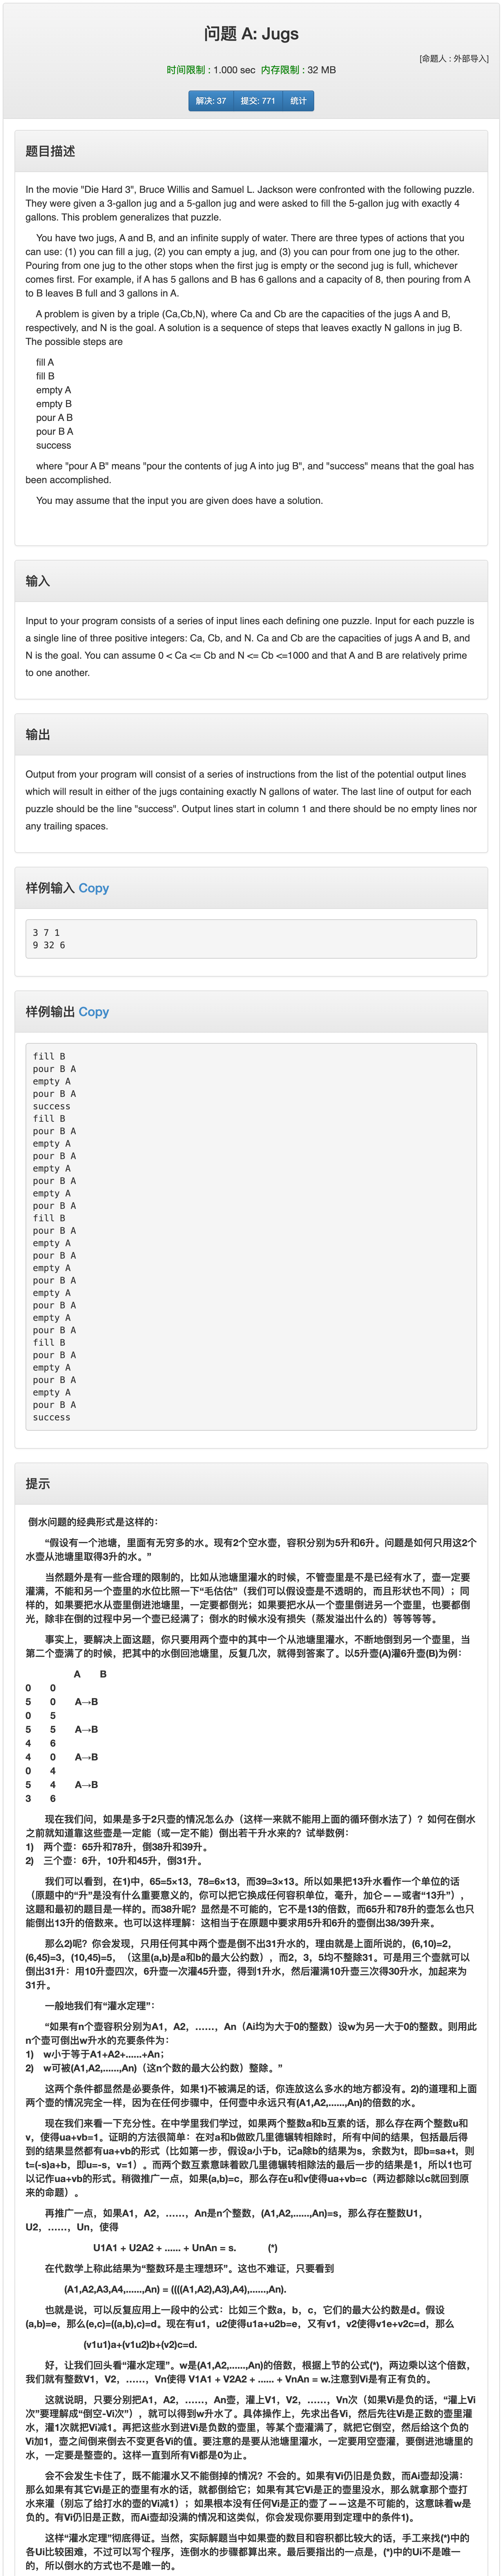 问题 A: Jugs
[命题人 : 外部导入]
时间限制 : 1.000 sec 内存限制 : 32 MB
解决: 37 提交: 771 统计
题目描述
In the movie "Die Hard 3", Bruce Willis and Samuel L. Jackson were confronted with the following puzzle.
They were given a 3-gallon jug and a 5-gallon jug and were asked to fill the 5-gallon jug with exactly 4
gallons. This problem generalizes that puzzle.
You have two jugs, A and B, and an infinite supply of water. There are three types of actions that you
can use: (1) you can fill a jug, (2) you can empty a jug, and (3) you can pour from one jug to the other.
Pouring from one jug to the other stops when the first jug is empty or the second jug is full, whichever
comes first. For example, if A has 5 gallons and B has 6 gallons and a capacity of 8, then pouring from A
to B leaves B full and 3 gallons in A.
A problem is given by a triple (Ca,Cb,N), where Ca and Cb are the capacities of the jugs A and B,
respectively, and N is the goal. A solution is a sequence of steps that leaves exactly N gallons in jug B.
The possible steps are
fill A
fill B
empty A
empty B
pour A B
pour B A
success
where "pour A B" means "pour the contents of jug A into jug B", and "success" means that the goal has
been accomplished.
You may assume that the input you are given does have a solution.
输入
Input to your program consists of a series of input lines each defining one puzzle. Input for each puzzle is
a single line of three positive integers: Ca, Cb, and N. Ca and Cb are the capacities of jugs A and B, and
N is the goal. You can assume 0 < Ca <= Cb and N <= Cb <=1000 and that A and B are relatively prime
to one another.
输出
Output from your program will consist of a series of instructions from the list of the potential output lines
which will result in either of the jugs containing exactly N gallons of water. The last line of output for each
puzzle should be the line "success". Output lines start in column 1 and there should be no empty lines nor
any trailing spaces.
样例输入 Copy
3 7 1
9 32 6
样例输出 Copy
fill B
pour B A
empty A
pour B A
success
fill B
pour B A
empty A
pour B A
empty A
pour B A
empty A
pour B A
fill B
pour B A
empty A
pour B A
empty A
pour B A
empty A
pour B A
empty A
pour B A
fill B
pour B A
empty A
pour B A
empty A
pour B A
success
提示
倒水问题的经典形式是这样的：
“假设有一个池塘，里面有无穷多的水。现有2个空水壶，容积分别为5升和6升。问题是如何只用这2个
水壶从池塘里取得3升的水。”
当然题外是有一些合理的限制的，比如从池塘里灌水的时候，不管壶里是不是已经有水了，壶一定要
灌满，不能和另一个壶里的水位比照一下“毛估估”（我们可以假设壶是不透明的，而且形状也不同）；同
样的，如果要把水从壶里倒进池塘里，一定要都倒光；如果要把水从一个壶里倒进另一个壶里，也要都倒
光，除非在倒的过程中另一个壶已经满了；倒水的时候水没有损失（蒸发溢出什么的）等等等等。
事实上，要解决上面这题，你只要用两个壶中的其中一个从池塘里灌水，不断地倒到另一个壶里，当
第二个壶满了的时候，把其中的水倒回池塘里，反复几次，就得到答案了。以5升壶(A)灌6升壶(B)为例：
A B
0 0
5 0 A→B
0 5
5 5 A→B
4 6
4 0 A→B
0 4
5 4 A→B
3 6
现在我们问，如果是多于2只壶的情况怎么办（这样一来就不能用上面的循环倒水法了）？如何在倒水
之前就知道靠这些壶是一定能（或一定不能）倒出若干升水来的？试举数例：
1) 两个壶：65升和78升，倒38升和39升。
2) 三个壶：6升，10升和45升，倒31升。
我们可以看到，在1)中，65=5×13，78=6×13，而39=3×13。所以如果把13升水看作一个单位的话
（原题中的“升”是没有什么重要意义的，你可以把它换成任何容积单位，毫升，加仑——或者“13升”），
这题和最初的题目是一样的。而38升呢？显然是不可能的，它不是13的倍数，而65升和78升的壶怎么也只
能倒出13升的倍数来。也可以这样理解：这相当于在原题中要求用5升和6升的壶倒出38/39升来。
那么2)呢？你会发现，只用任何其中两个壶是倒不出31升水的，理由就是上面所说的，(6,10)=2，
(6,45)=3，(10,45)=5，（这里(a,b)是a和b的最大公约数），而2，3，5均不整除31。可是用三个壶就可以
倒出31升：用10升壶四次，6升壶一次灌45升壶，得到1升水，然后灌满10升壶三次得30升水，加起来为
31升。
一般地我们有“灌水定理”：
“如果有n个壶容积分别为A1，A2，……，An（Ai均为大于0的整数）设w为另一大于0的整数。则用此
n个壶可倒出w升水的充要条件为：
1) w小于等于A1+A2+......+An；
2) w可被(A1,A2,......,An)（这n个数的最大公约数）整除。”
这两个条件都显然是必要条件，如果1)不被满足的话，你连放这么多水的地方都没有。2)的道理和上面
两个壶的情况完全一样，因为在任何步骤中，任何壶中永远只有(A1,A2,......,An)的倍数的水。
现在我们来看一下充分性。在中学里我们学过，如果两个整数a和b互素的话，那么存在两个整数u和
v，使得ua+vb=1。证明的方法很简单：在对a和b做欧几里德辗转相除时，所有中间的结果，包括最后得
到的结果显然都有ua+vb的形式（比如第一步，假设a小于b，记a除b的结果为s，余数为t，即b=sa+t，则
t=(-s)a+b，即u=-s，v=1）。而两个数互素意味着欧几里德辗转相除法的最后一步的结果是1，所以1也可
以记作ua+vb的形式。稍微推广一点，如果(a,b)=c，那么存在u和v使得ua+vb=c（两边都除以c就回到原
来的命题）。
再推广一点，如果A1，A2，……，An是n个整数，(A1,A2,......,An)=s，那么存在整数U1，
U2，……，Un，使得
U1A1 + U2A2 + ...... + UnAn = s. (*)
在代数学上称此结果为“整数环是主理想环”。这也不难证，只要看到
(A1,A2,A3,A4,......,An) = ((((A1,A2),A3),A4),......,An).
也就是说，可以反复应用上一段中的公式：比如三个数a，b，c，它们的最大公约数是d。假设
(a,b)=e，那么(e,c)=((a,b),c)=d。现在有u1，u2使得u1a+u2b=e，又有v1，v2使得v1e+v2c=d，那么
(v1u1)a+(v1u2)b+(v2)c=d.
好，让我们回头看“灌水定理”。w是(A1,A2,......,An)的倍数，根据上节的公式(*)，两边乘以这个倍数，
我们就有整数V1，V2，……，Vn使得 V1A1 + V2A2 + ...... + VnAn = w.注意到Vi是有正有负的。
这就说明，只要分别把A1，A2，……，An壶，灌上V1，V2，……，Vn次（如果Vi是负的话，“灌上Vi
次”要理解成“倒空-Vi次”），就可以得到w升水了。具体操作上，先求出各Vi，然后先往Vi是正数的壶里灌
水，灌1次就把Vi减1。再把这些水到进Vi是负数的壶里，等某个壶灌满了，就把它倒空，然后给这个负的
Vi加1，壶之间倒来倒去不变更各Vi的值。要注意的是要从池塘里灌水，一定要用空壶灌，要倒进池塘里的
水，一定要是整壶的。这样一直到所有Vi都是0为止。
会不会发生卡住了，既不能灌水又不能倒掉的情况？不会的。如果有Vi仍旧是负数，而Ai壶却没满：
那么如果有其它Vi是正的壶里有水的话，就都倒给它；如果有其它Vi是正的壶里没水，那么就拿那个壶打
水来灌（别忘了给打水的壶的Vi减1）；如果根本没有任何Vi是正的壶了——这是不可能的，这意味着w是
负的。有Vi仍旧是正数，而Ai壶却没满的情况和这类似，你会发现你要用到定理中的条件1)。
这样“灌水定理”彻底得证。当然，实际解题当中如果壶的数目和容积都比较大的话，手工来找(*)中的
各Ui比较困难，不过可以写个程序，连倒水的步骤都算出来。最后要指出的一点是，(*)中的Ui不是唯一
的，所以倒水的方式也不是唯一的。